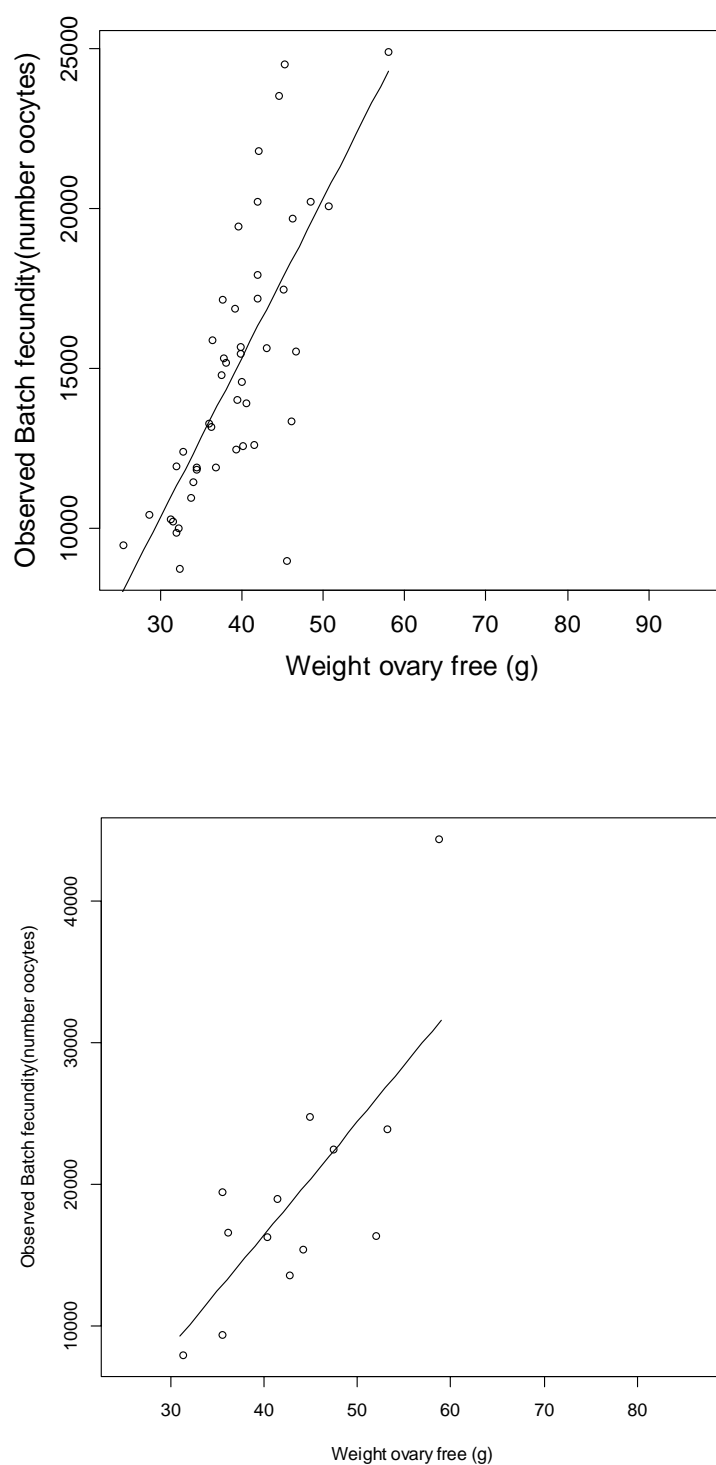 25000
20000
15000
10000
Observed Batch fecundity(number oocytes)
30 40 50 60 70 80 90
Weight ovary free (g)
40000
30000
20000
10000
Observed Batch fecundity(number oocytes)
30 40 50 60 70 80
Weight ovary free (g)